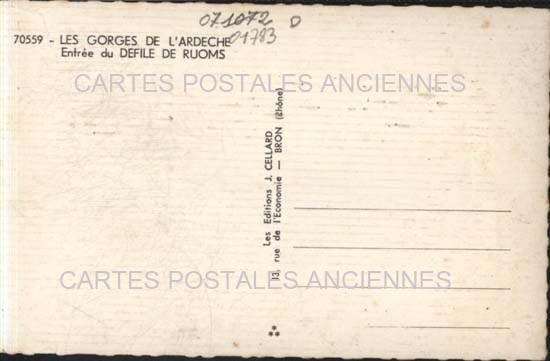 071072 D
01783
70559 - LES GORGES DE L'ARDECHE
Entrée du DEFILE DE RUOMS
CARTES POSTALES ANCIENNES
Les Editions J. CELLARD
13, rue de l'Economie — BRON (Rhône)
CARTES POSTALES ANCIENNES